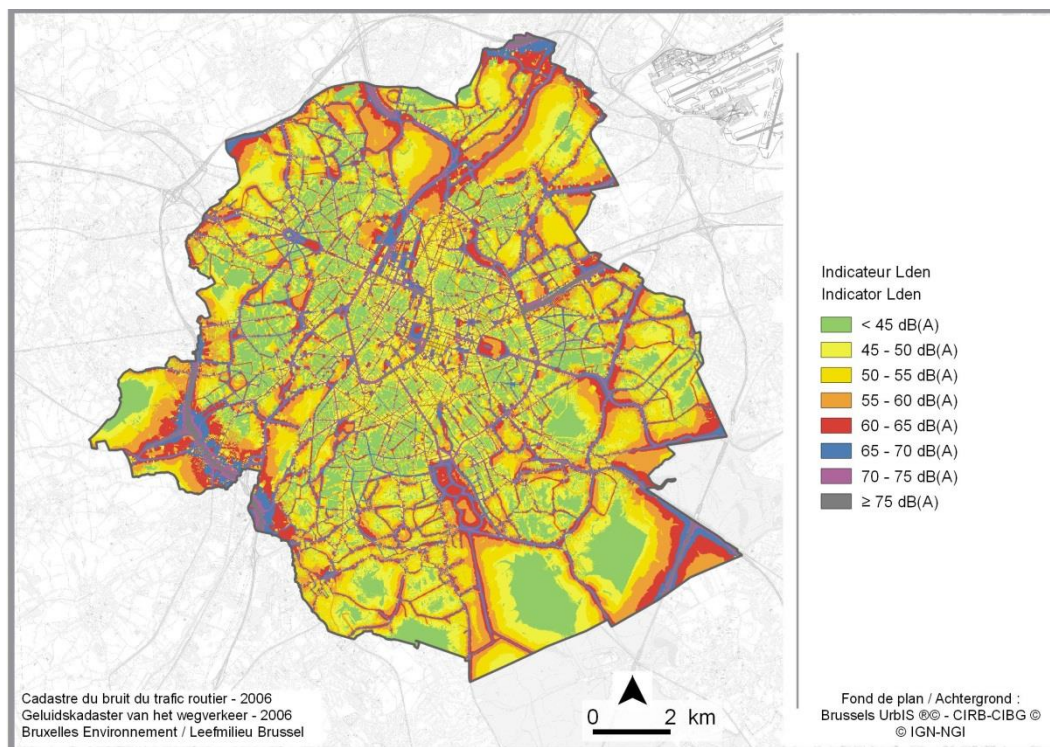 Indicateur Lden
Indicator Lden
< 45 dB(A)
45 - 50 dB(A)
50 - 55 dB(A)
55 - 60 dB(A)
60 - 65 dB(A)
65 - 70 dB(A)
70 - 75 dB(A)
≥ 75 dB(A)
Cadastre du bruit du trafic routier - 2006
Geluidskadaster van het wegverkeer - 2006
Bruxelles Environnement / Leefmilieu Brussel
0 2 km
Fond de plan / Achtergrond :
Brussels UrbIS ®© - CIRB-CIBG ©
© IGN-NGI